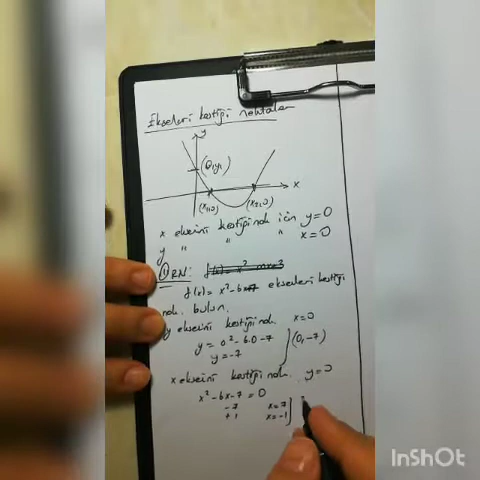 Ekseni kestiği noktalar
y
(0,y₁)
x
(x₁,0) (x₂,0)
x eksenini kestiği nok. için y=0
y " " " x=0
ÖRN:
f(x) = x²-6x-7 eksenleri kestiği
nok. bulun.
y eksenini kestiği nok. x=0
y = 0²-6.0-7
y=-7 (0,-7)
x eksenini kestiği nok. y=0
x²-6x-7=0
-7 x=7
+1 x=-1
InShOt